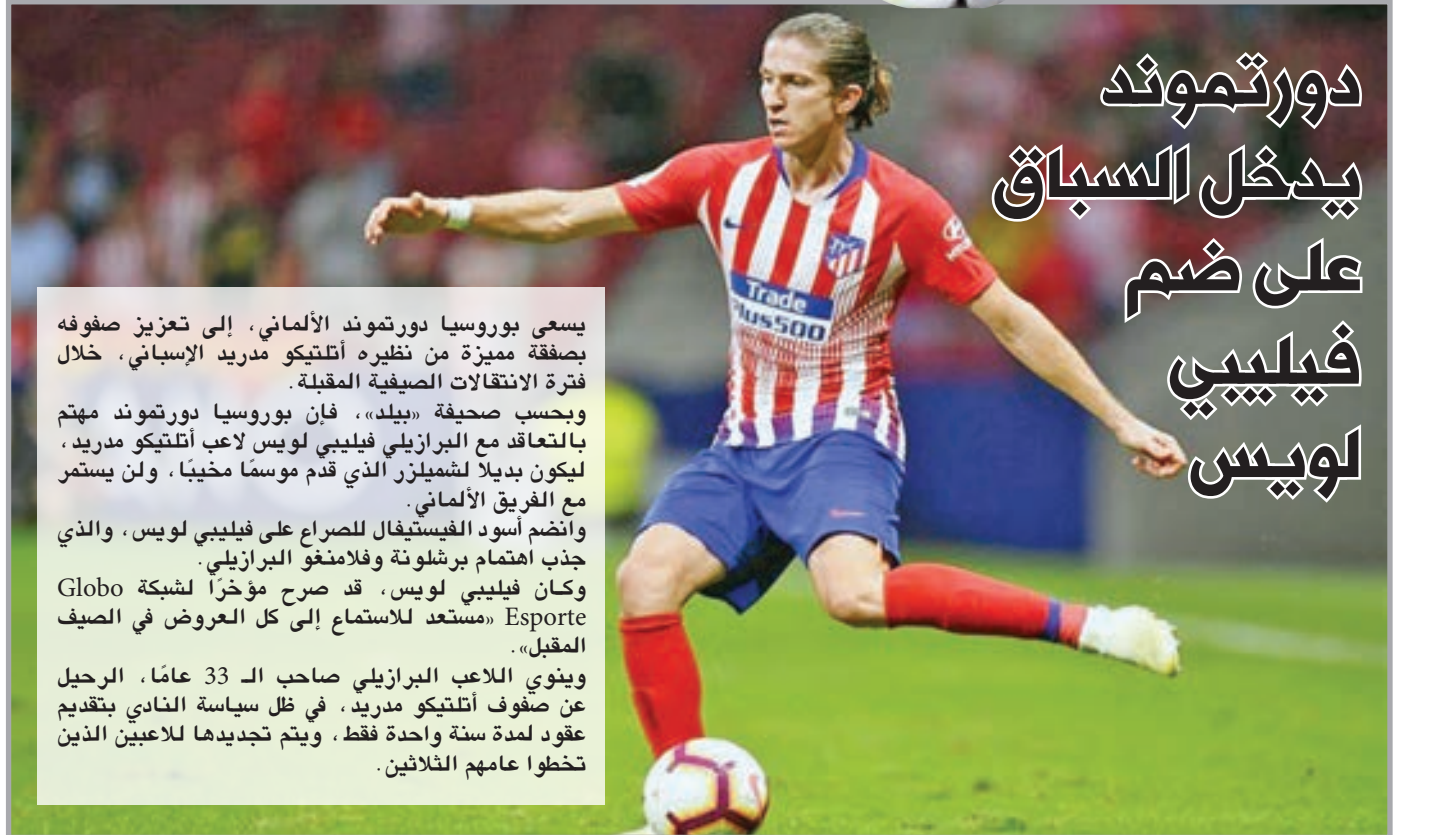 دورتموند
يدخل السباق
على ضم
فيليبي
لويس
يسعى بوروسيا دورتموند الألماني، إلى تعزيز صفوفه
بصفقة مميزة من نظيره أتلتيكو مدريد الإسباني، خلال
فترة الانتقالات الصيفية المقبلة.
وبحسب صحيفة «بيلد»، فإن بوروسيا دورتموند مهتم
بالتعاقد مع البرازيلي فيليبي لويس لاعب أتلتيكو مدريد،
ليكون بديلا لشميلزر الذي قدم موسمًا مخيبًا، ولن يستمر
مع الفريق الألماني.
وانضم أسود الفيستيفال للصراع على فيليبي لويس، والذي
جذب اهتمام برشلونة وفلامنغو البرازيلي.
وكان فيليبي لويس، قد صرح مؤخرًا لشبكة Globo
Esporte «مستعد للاستماع إلى كل العروض في الصيف
المقبل».
وينوي اللاعب البرازيلي صاحب الـ 33 عامًا، الرحيل
عن صفوف أتلتيكو مدريد، في ظل سياسة النادي بتقديم
عقود لمدة سنة واحدة فقط، ويتم تجديدها للاعبين الذين
تخطوا عامهم الثلاثين.
Trade
Plus500